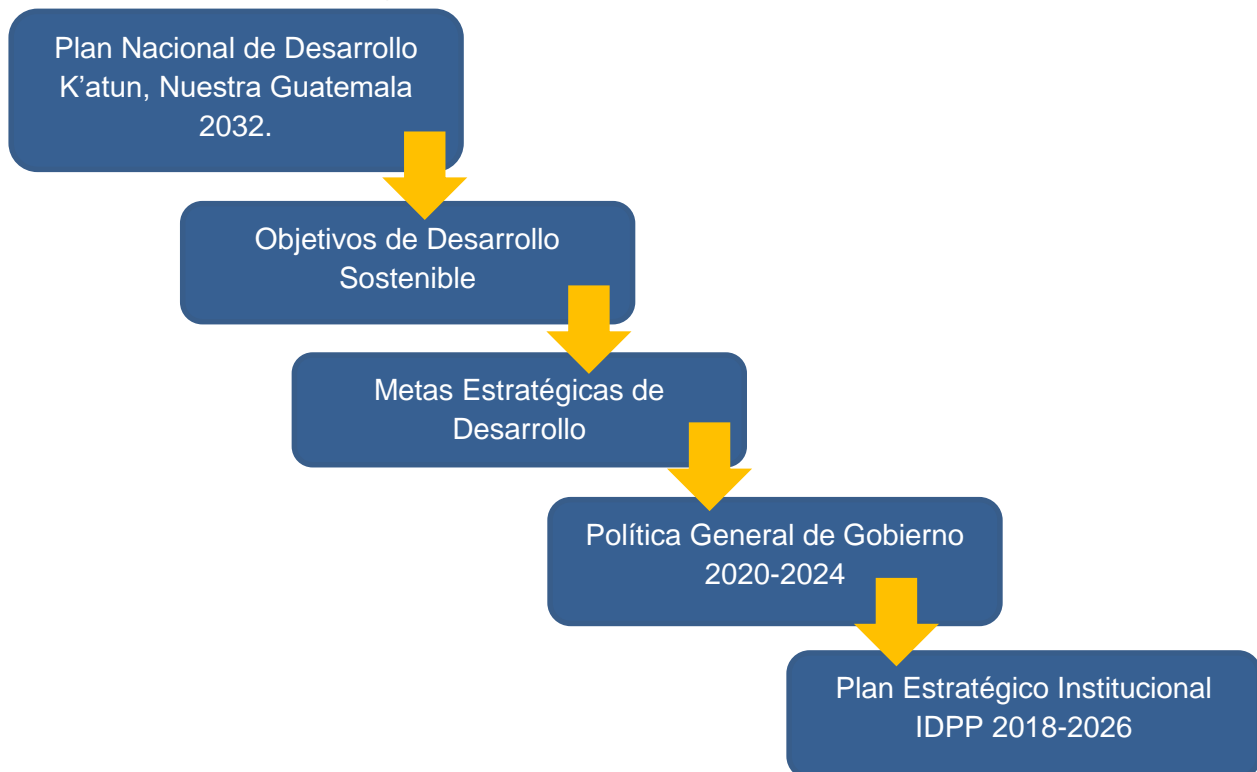 Plan Nacional de Desarrollo
K’atun, Nuestra Guatemala
2032.
Objetivos de Desarrollo
Sostenible
Metas Estratégicas de
Desarrollo
Política General de Gobierno
2020-2024
Plan Estratégico Institucional
IDPP 2018-2026